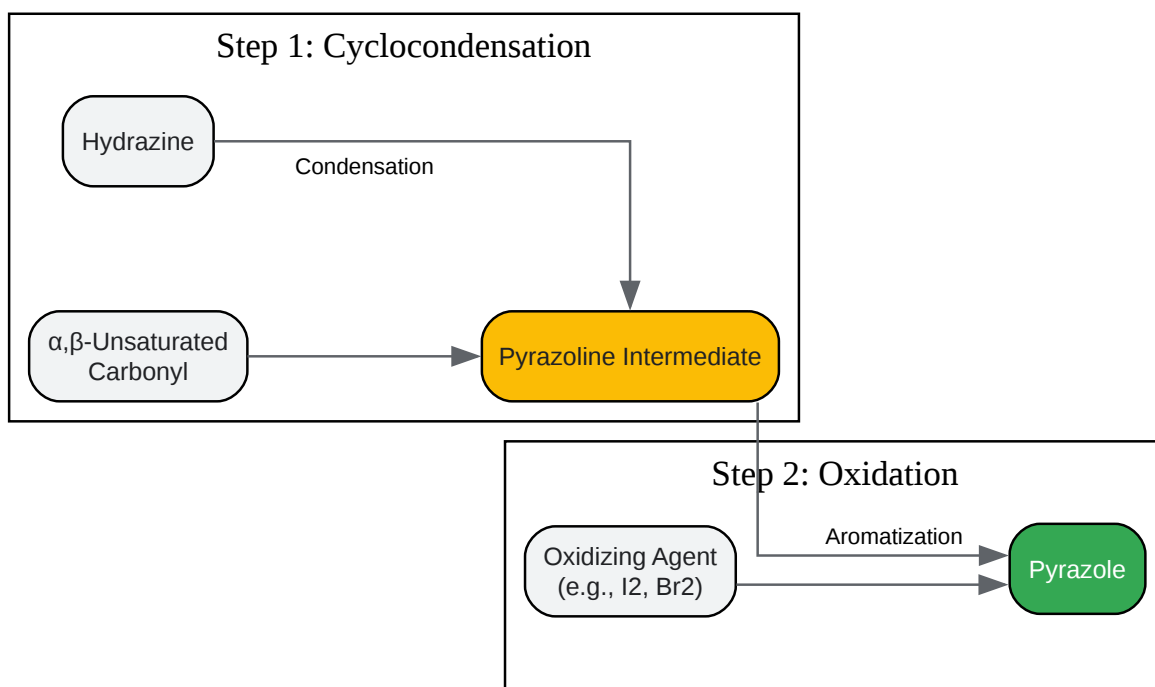 Step 1: Cyclocondensation
Hydrazine
Condensation
α,β-Unsaturated
Carbonyl
Pyrazoline Intermediate
Step 2: Oxidation
Aromatization
Oxidizing Agent
(e.g., I2, Br2)
Pyrazole